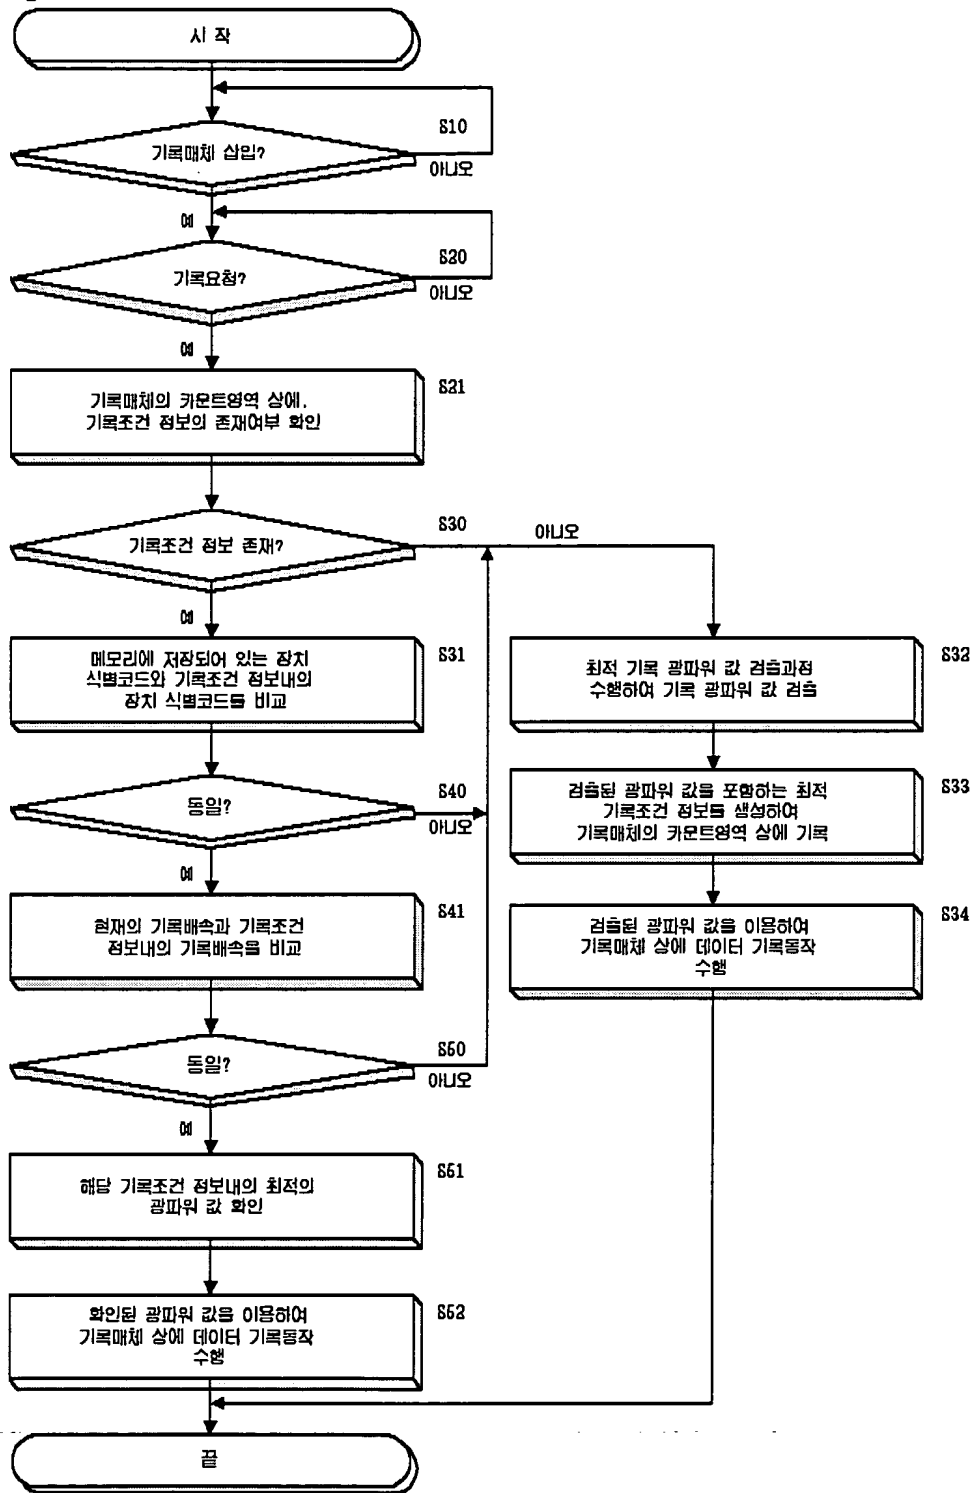 시 작
S10
기록매체 삽입?
아니오
예
S20
기록요청?
아니오
예
S21
기록매체의 카운트영역 상에,
기록조건 정보의 존재여부 확인
S30
아니오
기록조건 정보 존재?
예
S31
메모리에 저장되어 있는 장치
식별코드와 기록조건 정보내의
장치 식별코드를 비교
S32
최적 기록 광파워 값 검출과정
수행하여 기록 광파워 값 검출
S40
동일?
아니오
예
S33
검출된 광파워 값을 포함하는 최적
기록조건 정보를 생성하여
기록매체의 카운트영역 상에 기록
S41
현재의 기록배속과 기록조건
정보내의 기록배속을 비교
S34
검출된 광파워 값을 이용하여
기록매체 상에 데이터 기록동작
수행
S50
동일?
아니오
예
S51
해당 기록조건 정보내의 최적의
광파워 값 확인
S52
확인된 광파워 값을 이용하여
기록매체 상에 데이터 기록동작
수행
끝